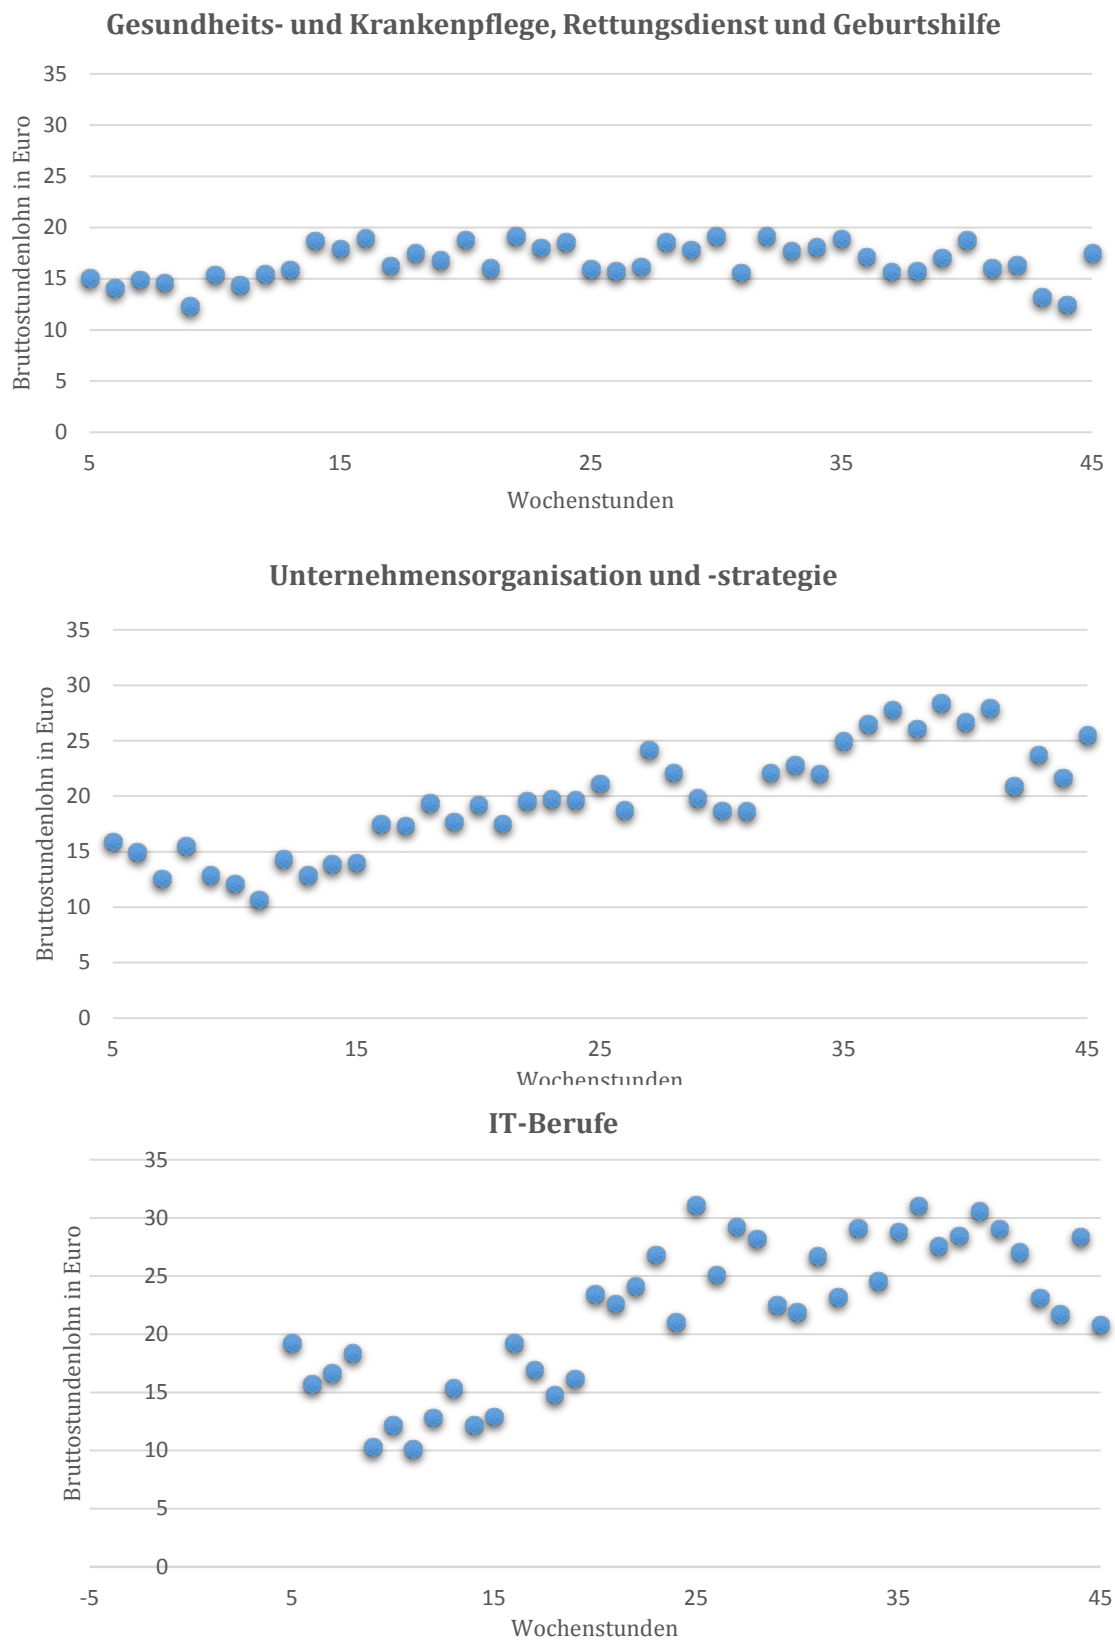 Gesundheits- und Krankenpflege, Rettungsdienst und Geburtshilfe
35
30
25
20
15
10
5
0
Bruttostundenlohn in Euro
5 15 25 35 45
Wochenstunden
Unternehmensorganisation und -strategie
35
30
25
20
15
10
5
0
Bruttostundenlohn in Euro
5 15 25 35 45
Wochenstunden
IT-Berufe
35
30
25
20
15
10
5
0
Bruttostundenlohn in Euro
-5 5 15 25 35 45
Wochenstunden